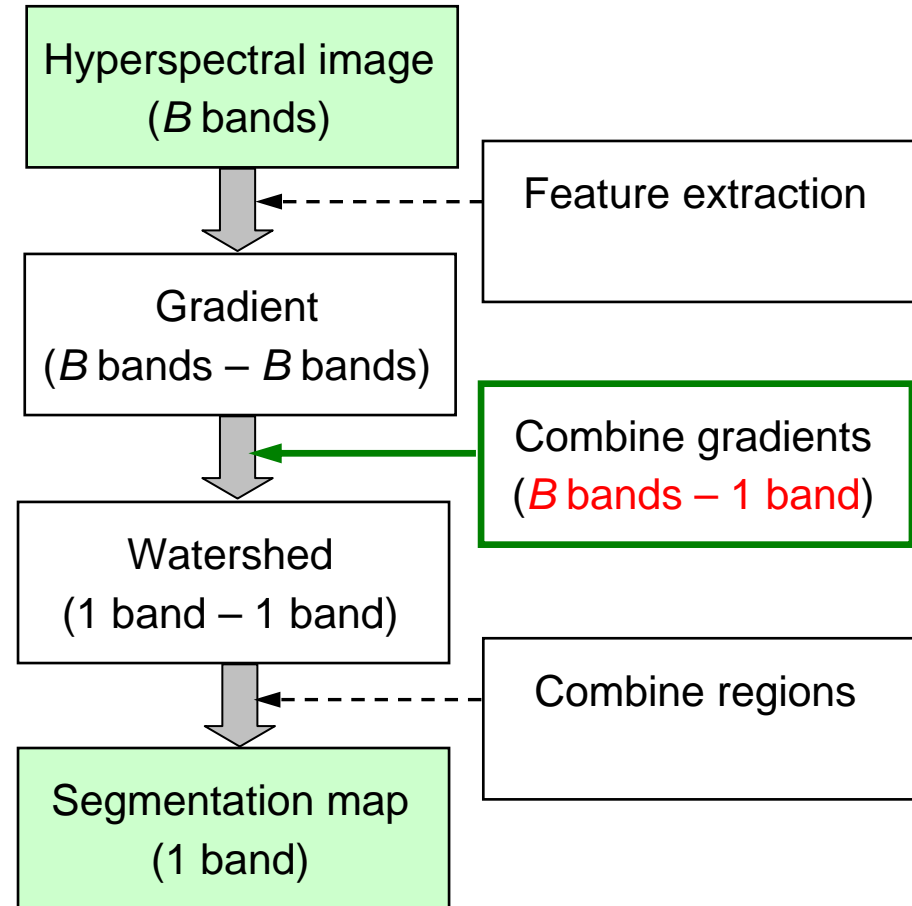 Hyperspectral image
(B bands)
Feature extraction
Gradient
(B bands – B bands)
Combine gradients
(B bands – 1 band)
Watershed
(1 band – 1 band)
Combine regions
Segmentation map
(1 band)